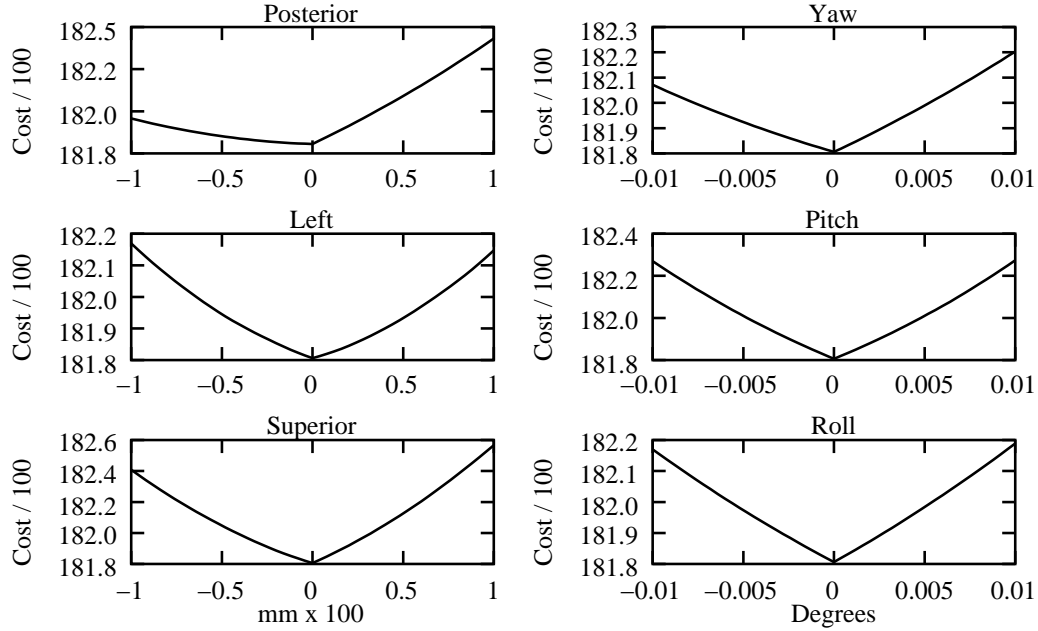 Posterior
182.5
182.2
182.0
181.8
Cost / 100
−1 −0.5 0 0.5 1
Yaw
182.3
182.2
182.1
182.0
181.9
181.8
Cost / 100
−0.01 −0.005 0 0.005 0.01
Left
182.2
182.1
182.0
181.9
181.8
Cost / 100
−1 −0.5 0 0.5 1
Pitch
182.4
182.2
182.0
181.8
Cost / 100
−0.01 −0.005 0 0.005 0.01
Superior
182.6
182.4
182.2
182.0
181.8
Cost / 100
−1 −0.5 0 0.5 1
mm x 100
Roll
182.2
182.1
182.0
181.9
181.8
Cost / 100
−0.01 −0.005 0 0.005 0.01
Degrees